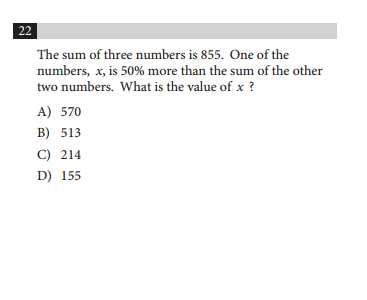 22
The sum of three numbers is 855. One of the
numbers, x, is 50% more than the sum of the other
two numbers. What is the value of x ?
A) 570
B) 513
C) 214
D) 155